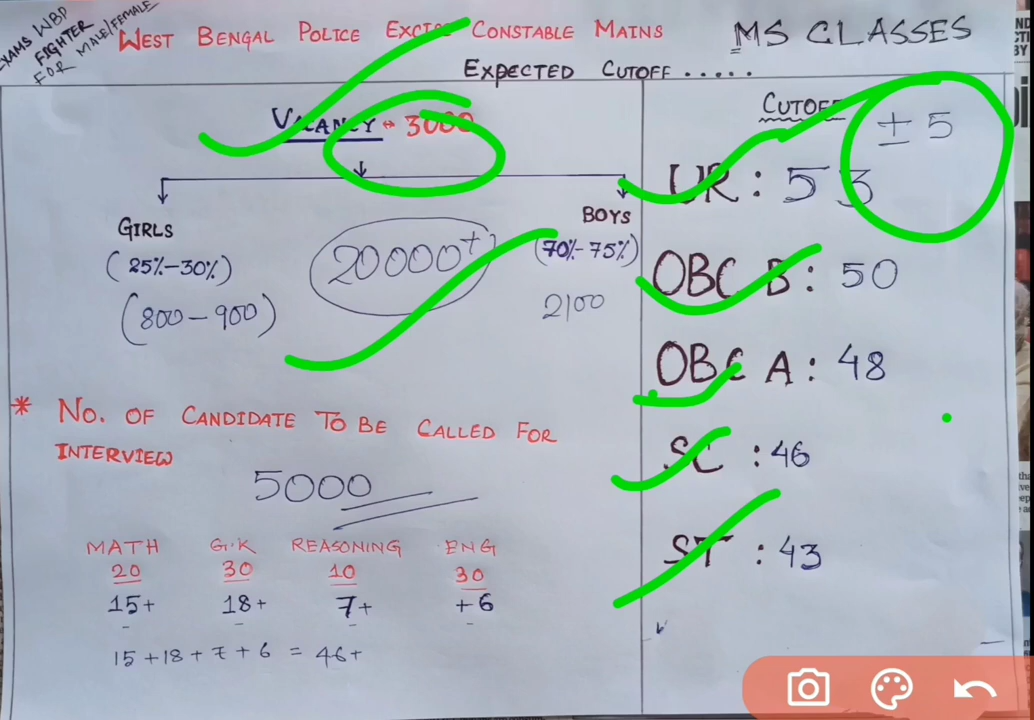 EXAMS WBP
FIGHTER
FOR MALE/FEMALE
WEST BENGAL POLICE EXCISE CONSTABLE MAINS
MS CLASSES
EXPECTED CUTOFF .....
VACANCY → 3000
GIRLS
(25%-30%)
(800-900)
20000+
BOYS
(70%-75%)
2100
* NO. OF CANDIDATE TO BE CALLED FOR
INTERVIEW
5000
MATH G.K REASONING ENG
20 30 10 30
15+ 18+ 7+ +6
15+18+7+6 = 46+
CUTOFF
± 5
UR : 53
OBC B : 50
OBC A : 48
SC : 46
ST : 43